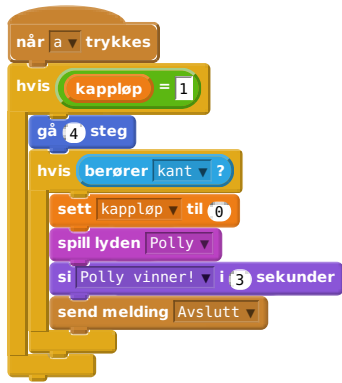 når a trykkes
hvis kappløp = 1
gå 4 steg
hvis berører kant ?
sett kappløp til 0
spill lyden Polly
si Polly vinner! i 3 sekunder
send melding Avslutt